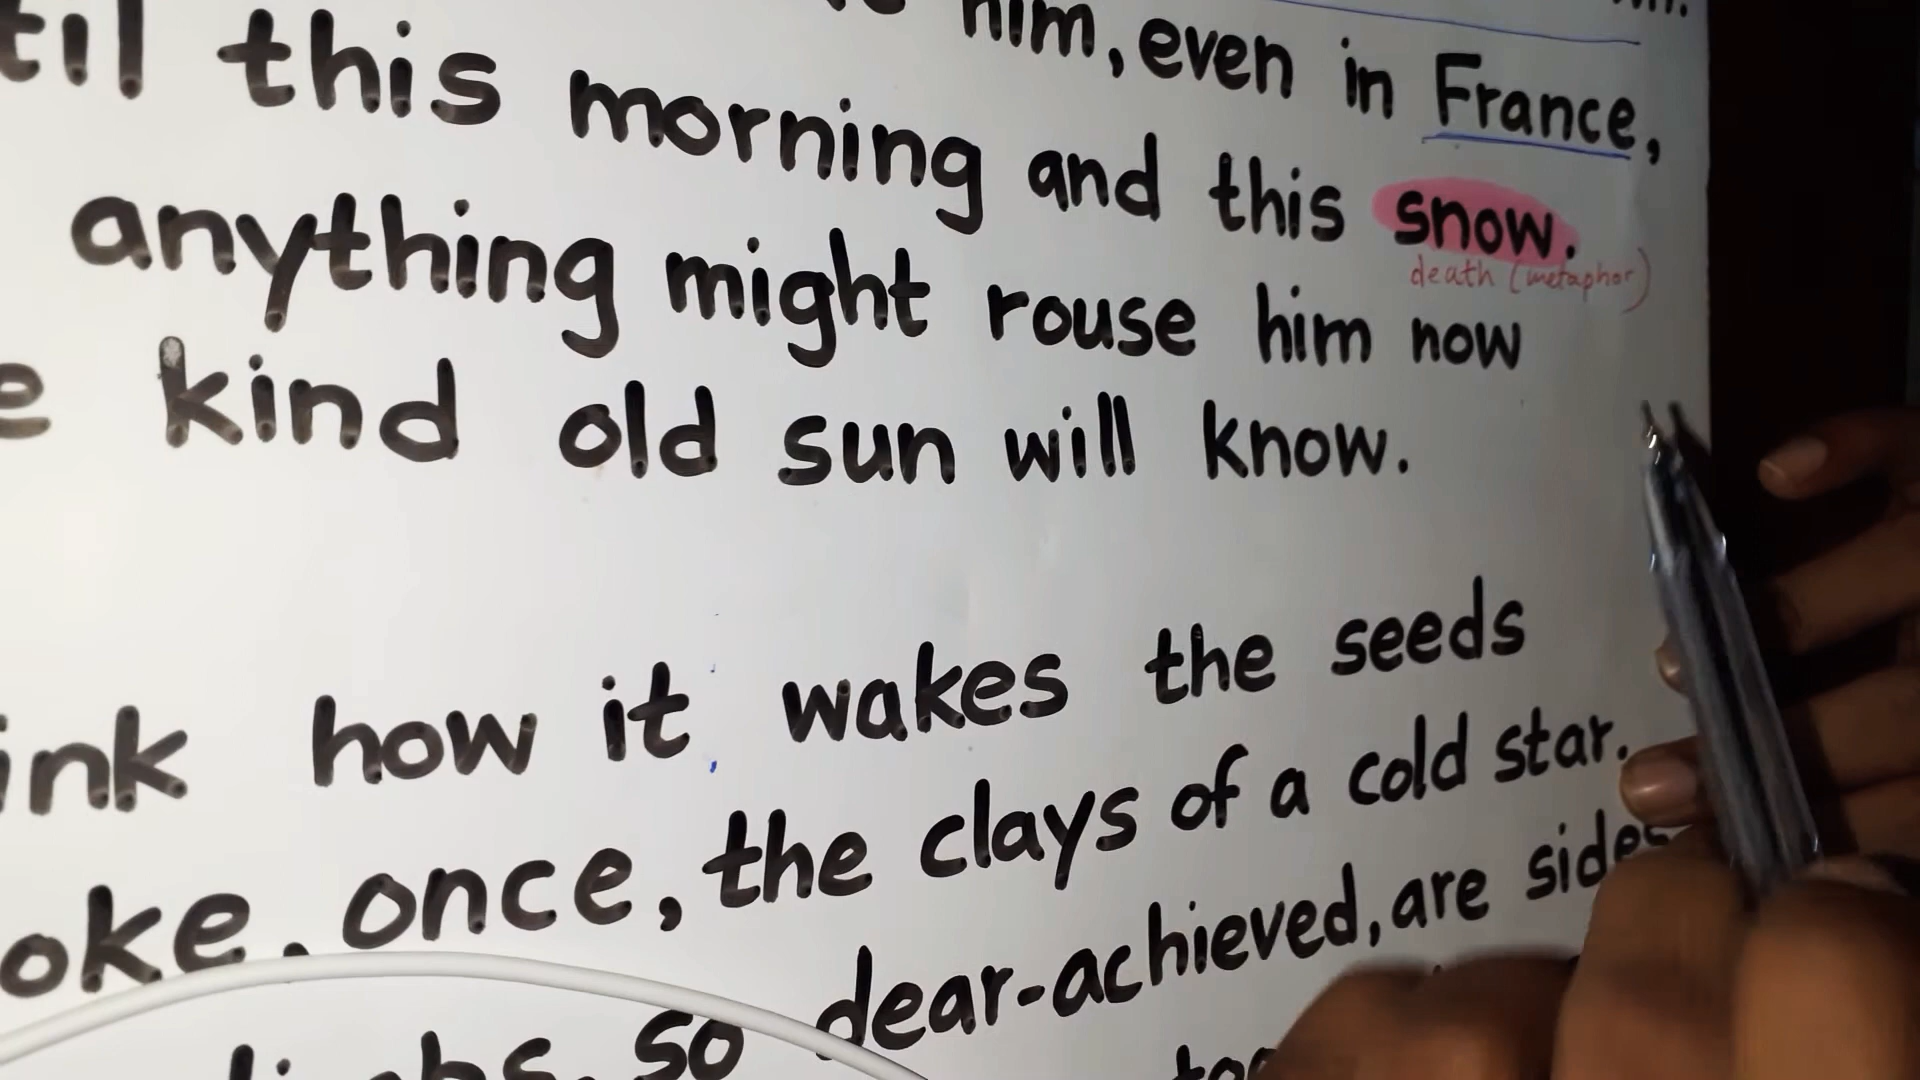 him, even in France,
til this morning and this snow.
death (metaphor)
anything might rouse him now
e kind old sun will know.
ink how it wakes the seeds
oke, once, the clays of a cold star.
so dear-achieved, are sides